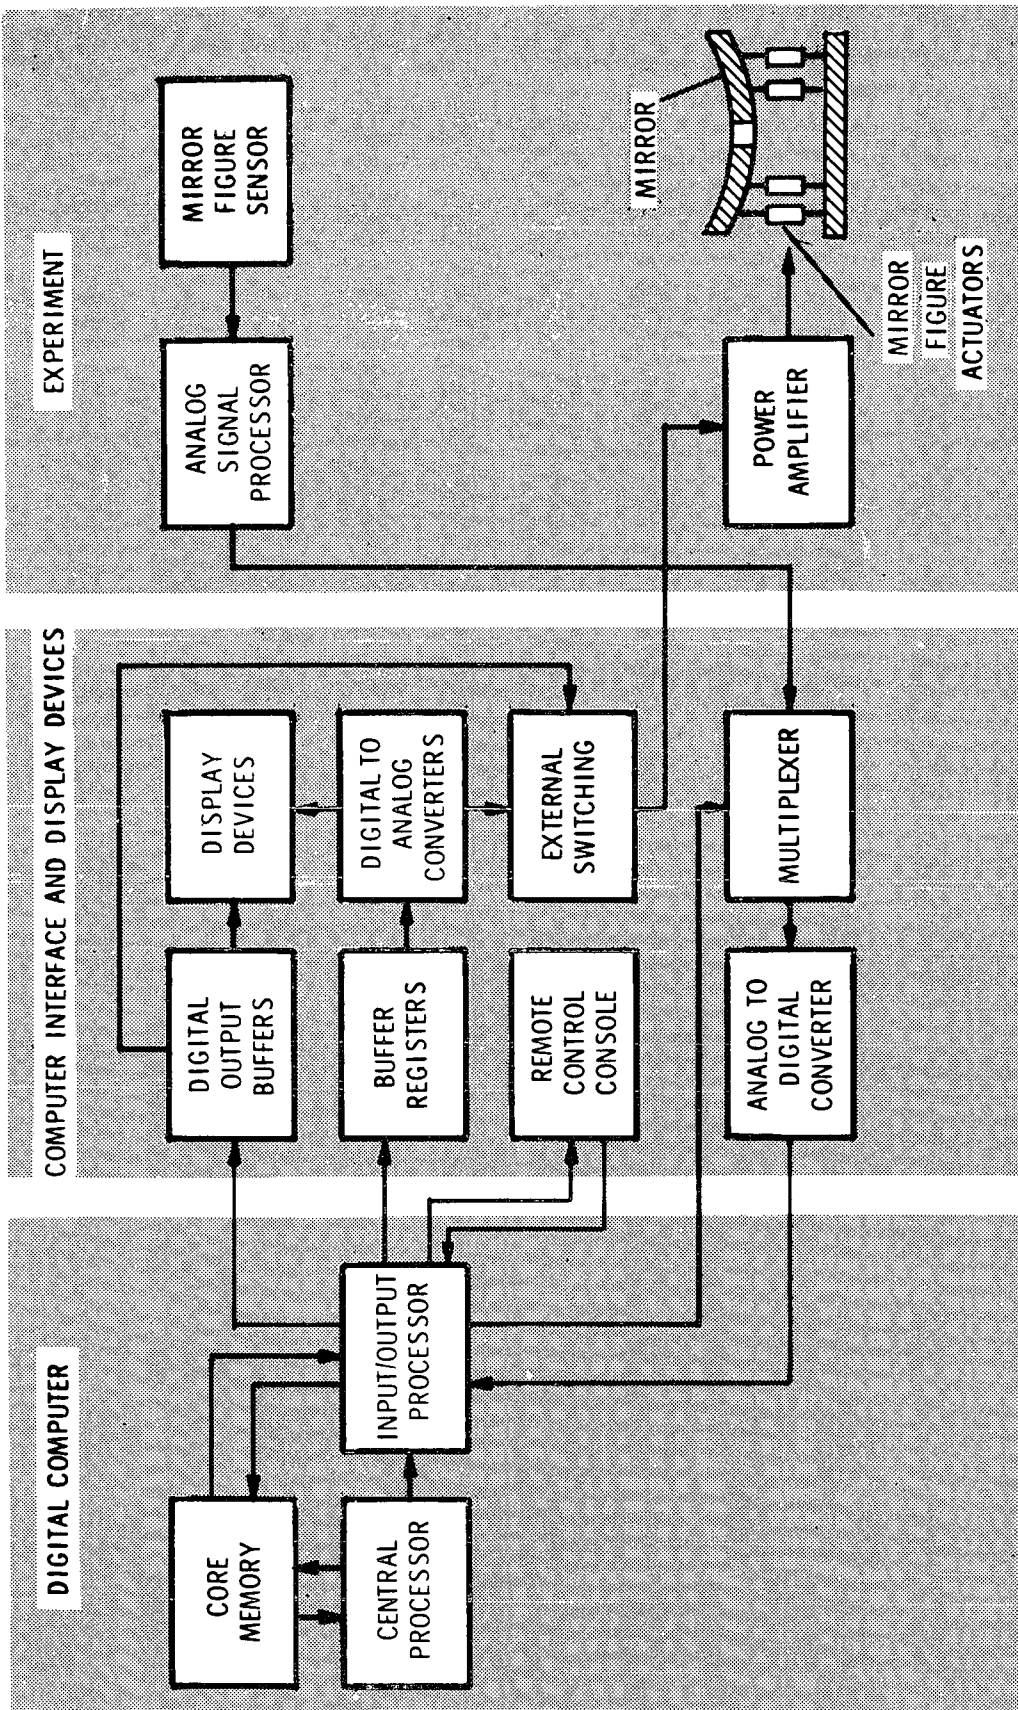 DIGITAL COMPUTER
CORE
MEMORY
CENTRAL
PROCESSOR
INPUT/OUTPUT
PROCESSOR
COMPUTER INTERFACE AND DISPLAY DEVICES
DIGITAL
OUTPUT
BUFFERS
DISPLAY
DEVICES
BUFFER
REGISTERS
DIGITAL TO
ANALOG
CONVERTERS
REMOTE
CONTROL
CONSOLE
EXTERNAL
SWITCHING
ANALOG TO
DIGITAL
CONVERTER
MULTIPLEXER
EXPERIMENT
ANALOG
SIGNAL
PROCESSOR
MIRROR
FIGURE
SENSOR
POWER
AMPLIFIER
MIRROR
MIRROR
FIGURE
ACTUATORS